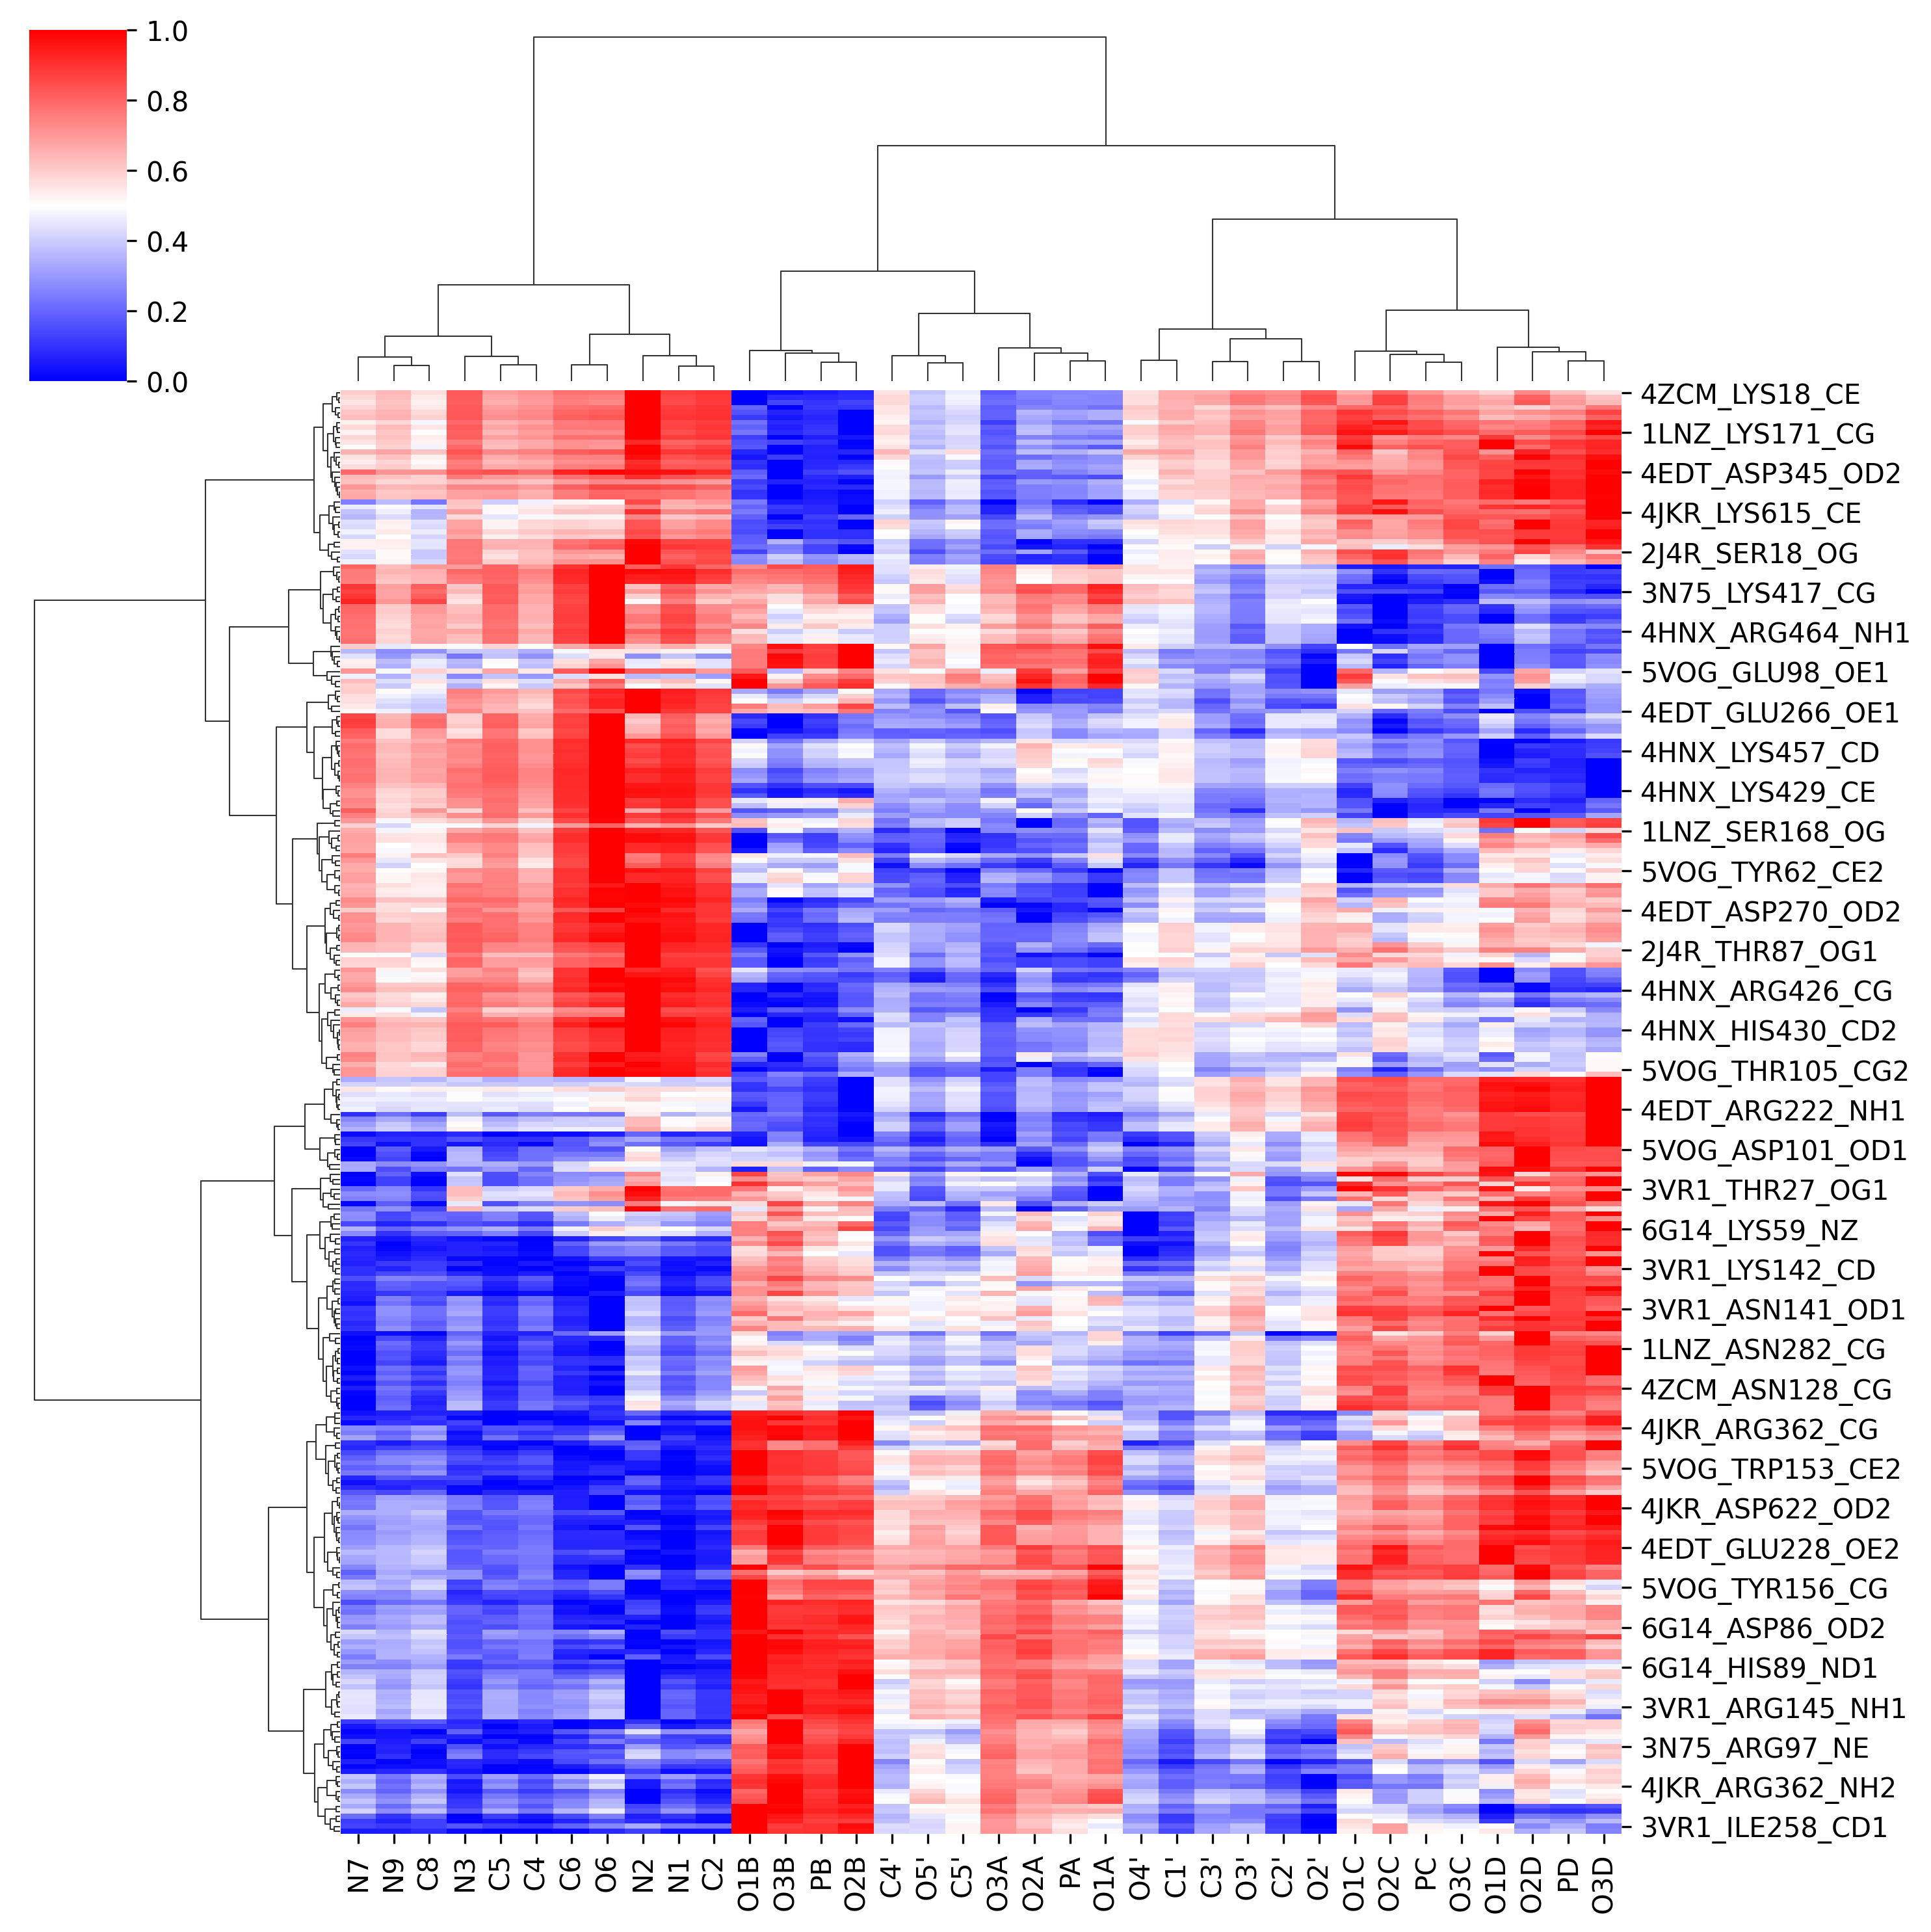 1.0
0.8
0.6
0.4
0.2
0.0
4ZCM_LYS18_CE
1LNZ_LYS171_CG
4EDT_ASP345_OD2
4JKR_LYS615_CE
2J4R_SER18_OG
3N75_LYS417_CG
4HNX_ARG464_NH1
5VOG_GLU98_OE1
4EDT_GLU266_OE1
4HNX_LYS457_CD
4HNX_LYS429_CE
1LNZ_SER168_OG
5VOG_TYR62_CE2
4EDT_ASP270_OD2
2J4R_THR87_OG1
4HNX_ARG426_CG
4HNX_HIS430_CD2
5VOG_THR105_CG2
4EDT_ARG222_NH1
5VOG_ASP101_OD1
3VR1_THR27_OG1
6G14_LYS59_NZ
3VR1_LYS142_CD
3VR1_ASN141_OD1
1LNZ_ASN282_CG
4ZCM_ASN128_CG
4JKR_ARG362_CG
5VOG_TRP153_CE2
4JKR_ASP622_OD2
4EDT_GLU228_OE2
5VOG_TYR156_CG
6G14_ASP86_OD2
6G14_HIS89_ND1
3VR1_ARG145_NH1
3N75_ARG97_NE
4JKR_ARG362_NH2
3VR1_ILE258_CD1
N7
N9
C8
N3
C5
C4
C6
O6
N2
N1
C2
O1B
O3B
PB
O2B
C4'
O5'
C5'
O3A
O2A
PA
O1A
O4'
C1'
C3'
O3'
C2'
O2'
O1C
O2C
PC
O3C
O1D
O2D
PD
O3D